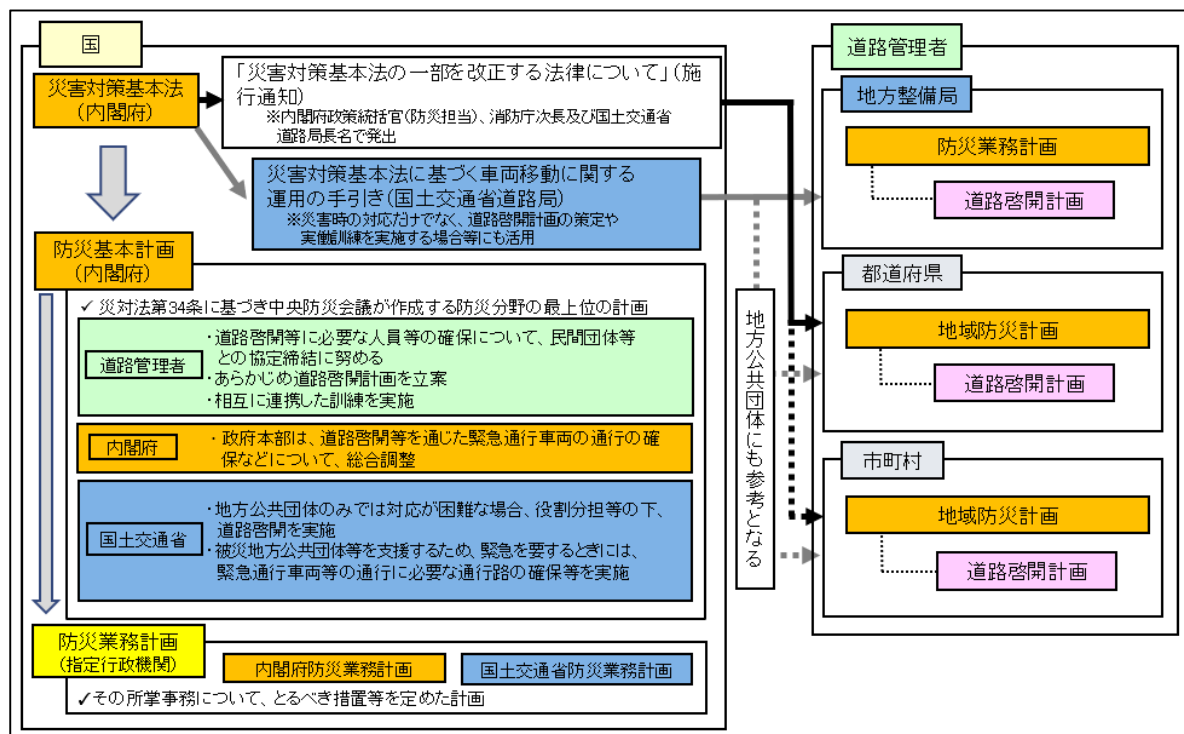 国
災害対策基本法
(内閣府)
「災害対策基本法の一部を改正する法律について」(施
行通知)
※内閣府政策統括官(防災担当)、消防庁次長及び国土交通省
道路局長名で発出
災害対策基本法に基づく車両移動に関する
運用の手引き(国土交通省道路局)
※災害時の対応だけでなく、道路啓開計画の策定や
実働訓練を実施する場合等にも活用
防災基本計画
(内閣府)
✓ 災対法第34条に基づき中央防災会議が作成する防災分野の最上位の計画
道路管理者
・道路啓開等に必要な人員等の確保について、民間団体等
との協定締結に努める
・あらかじめ道路啓開計画を立案
・相互に連携した訓練を実施
内閣府
・政府本部は、道路啓開等を通じた緊急通行車両の通行の確
保などについて、総合調整
国土交通省
・地方公共団体のみでは対応が困難な場合、役割分担等の下、
道路啓開を実施
・被災地方公共団体等を支援するため、緊急を要するときには、
緊急通行車両等の通行に必要な通行路の確保等を実施
防災業務計画
(指定行政機関)
内閣府防災業務計画
国土交通省防災業務計画
✓その所掌事務について、とるべき措置等を定めた計画
地方公共団体にも参考となる
道路管理者
地方整備局
防災業務計画
道路啓開計画
都道府県
地域防災計画
道路啓開計画
市町村
地域防災計画
道路啓開計画